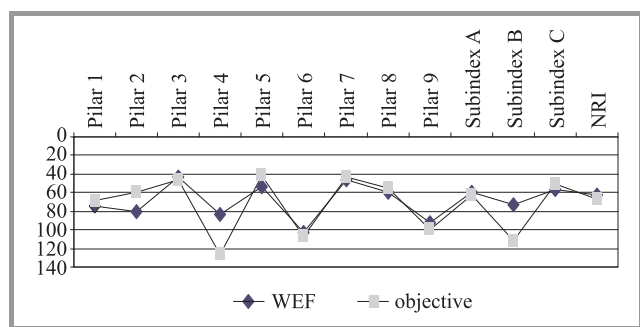 Pilar 1
Pilar 2
Pilar 3
Pilar 4
Pilar 5
Pilar 6
Pilar 7
Pilar 8
Pilar 9
Subindex A
Subindex B
Subindex C
NRI
0
20
40
60
80
100
120
140
WEF
objective